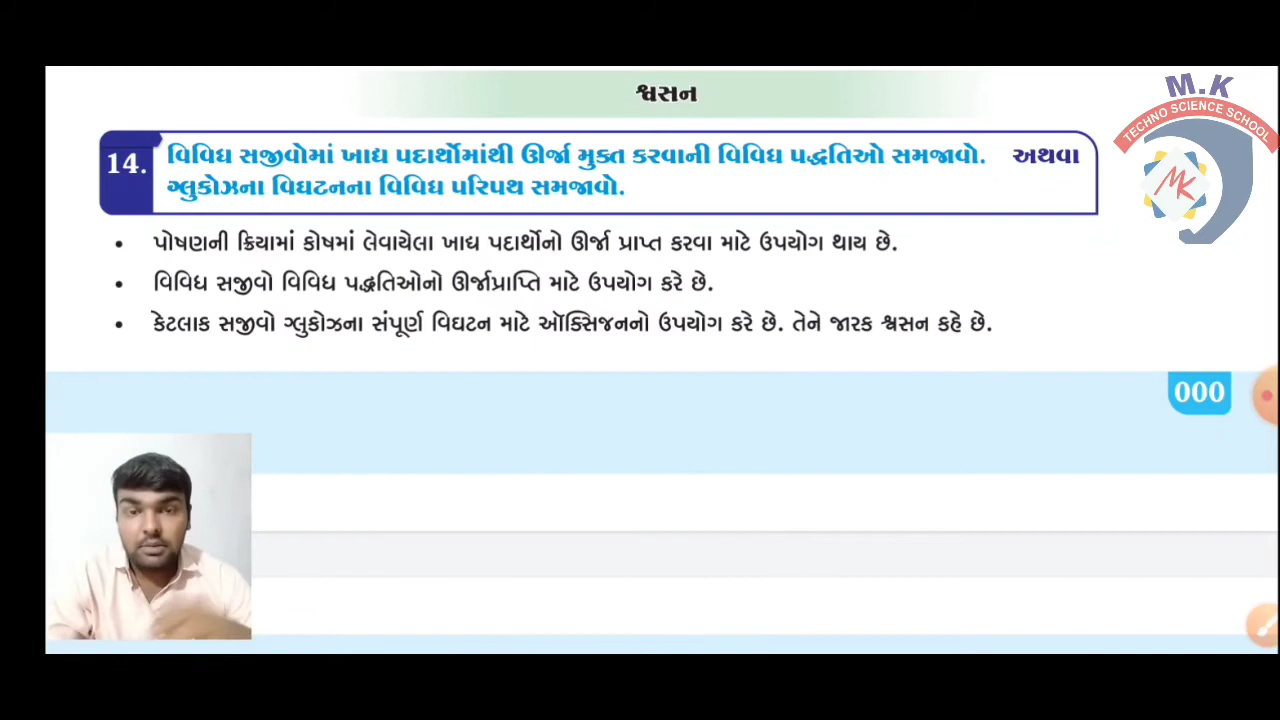 શ્વસન
M.K
TECHNO SCIENCE SCHOOL
MK
14. વિવિધ સજીવોમાં ખાદ્ય પદાર્થોમાંથી ઊર્જા મુક્ત કરવાની વિવિધ પદ્ધતિઓ સમજાવો. અથવા
ગ્લુકોઝના વિઘટનના વિવિધ પરિપથ સમજાવો.
• પોષણની ક્રિયામાં કોષમાં લેવાયેલા ખાદ્ય પદાર્થોનો ઊર્જા પ્રાપ્ત કરવા માટે ઉપયોગ થાય છે.
• વિવિધ સજીવો વિવિધ પદ્ધતિઓનો ઊર્જાપ્રાપ્તિ માટે ઉપયોગ કરે છે.
• કેટલાક સજીવો ગ્લુકોઝના સંપૂર્ણ વિઘટન માટે ઑક્સિજનનો ઉપયોગ કરે છે. તેને જારક શ્વસન કહે છે.
000